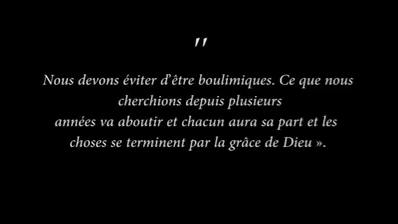 "
Nous devons éviter d'être boulimiques. Ce que nous
cherchions depuis plusieurs
années va aboutir et chacun aura sa part et les
choses se terminent par la grâce de Dieu ».